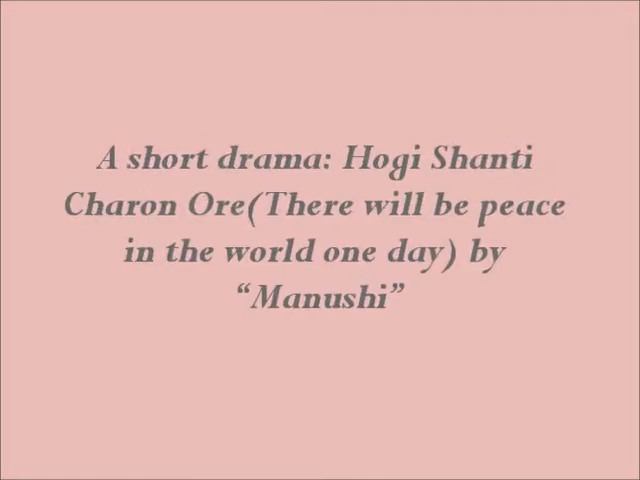 A short drama: Hogi Shanti
Charon Ore(There will be peace
in the world one day) by
“Manushi”